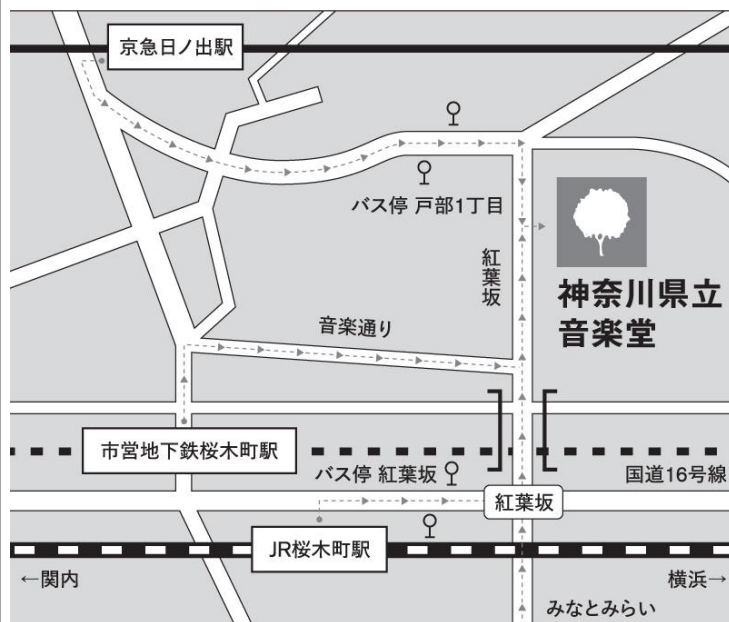 京急日ノ出駅
バス停 戸部1丁目
紅葉坂
神奈川県立
音楽堂
音楽通り
市営地下鉄桜木町駅
バス停 紅葉坂
国道16号線
紅葉坂
JR桜木町駅
←関内
横浜→
みなとみらい